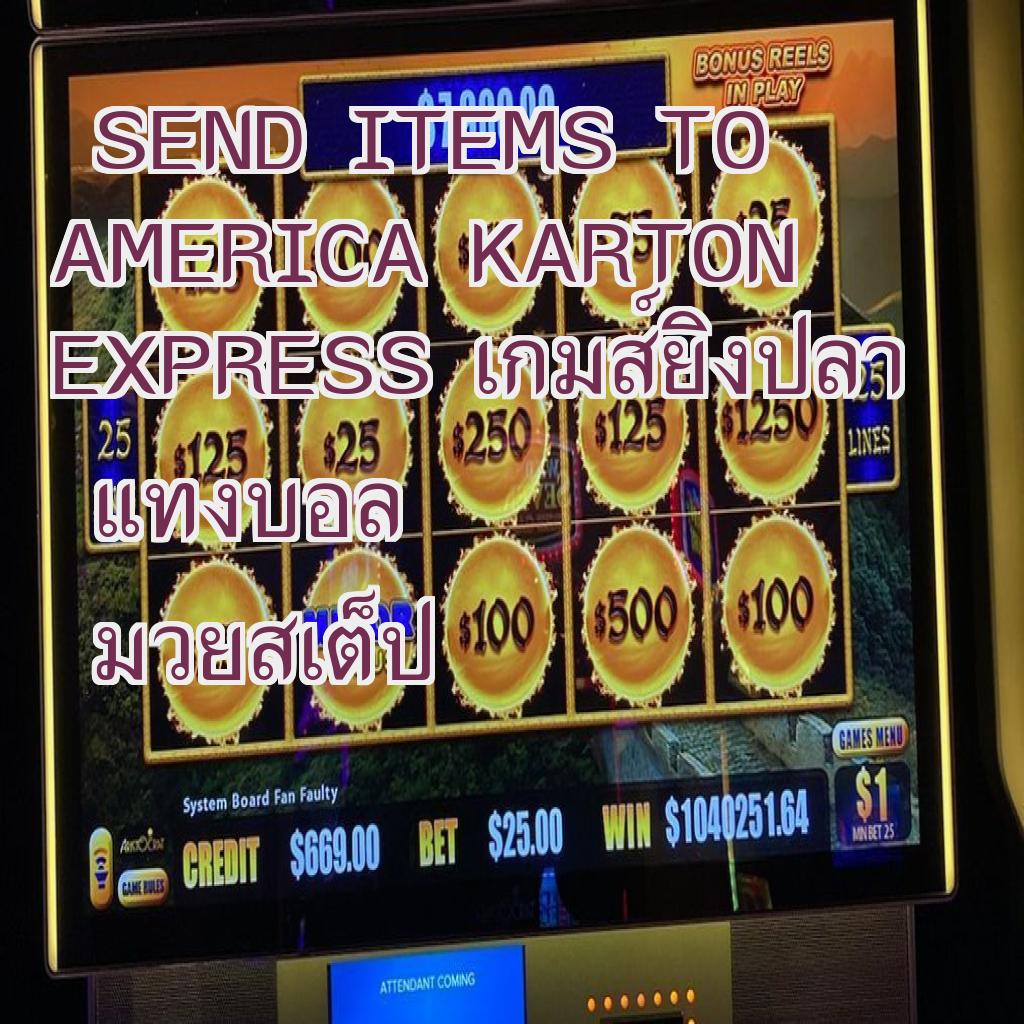 BONUS REELS
IN PLAY
SEND ITEMS TO
AMERICA KARTON
EXPRESS เกมส์ยิงปลา
แทงบอล
มวยสเต็ป
25
$125
$25
$250
$125
$1250
25
LINES
$100
$500
$100
GAMES MENU
System Board Fan Faulty
$1
MIN BET 25
ARISTOCRAT
GAME RULES
CREDIT $669.00 BET $25.00 WIN $1040251.64
ATTENDANT COMING